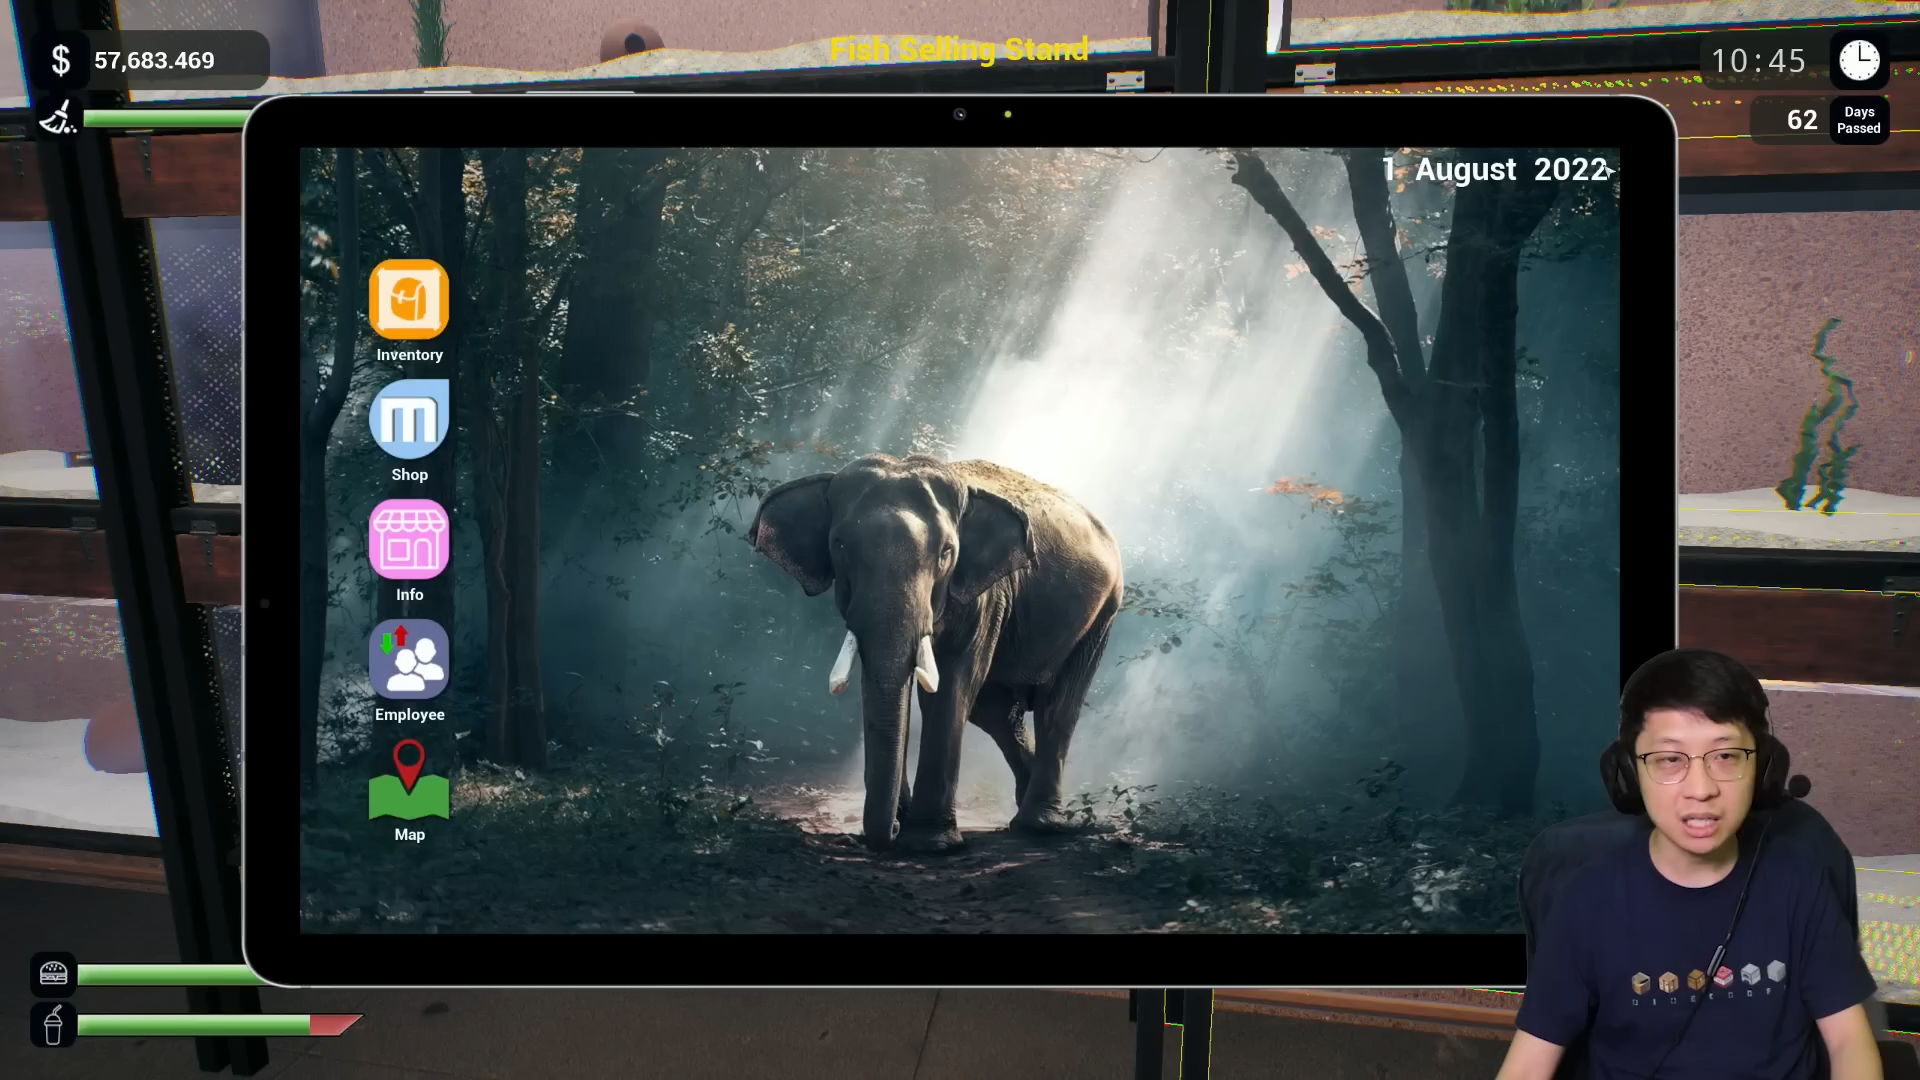 57,683.469
Fish Selling Stand
10:45
62
Days
Passed
1 August 2022
Inventory
Shop
Info
Employee
Map